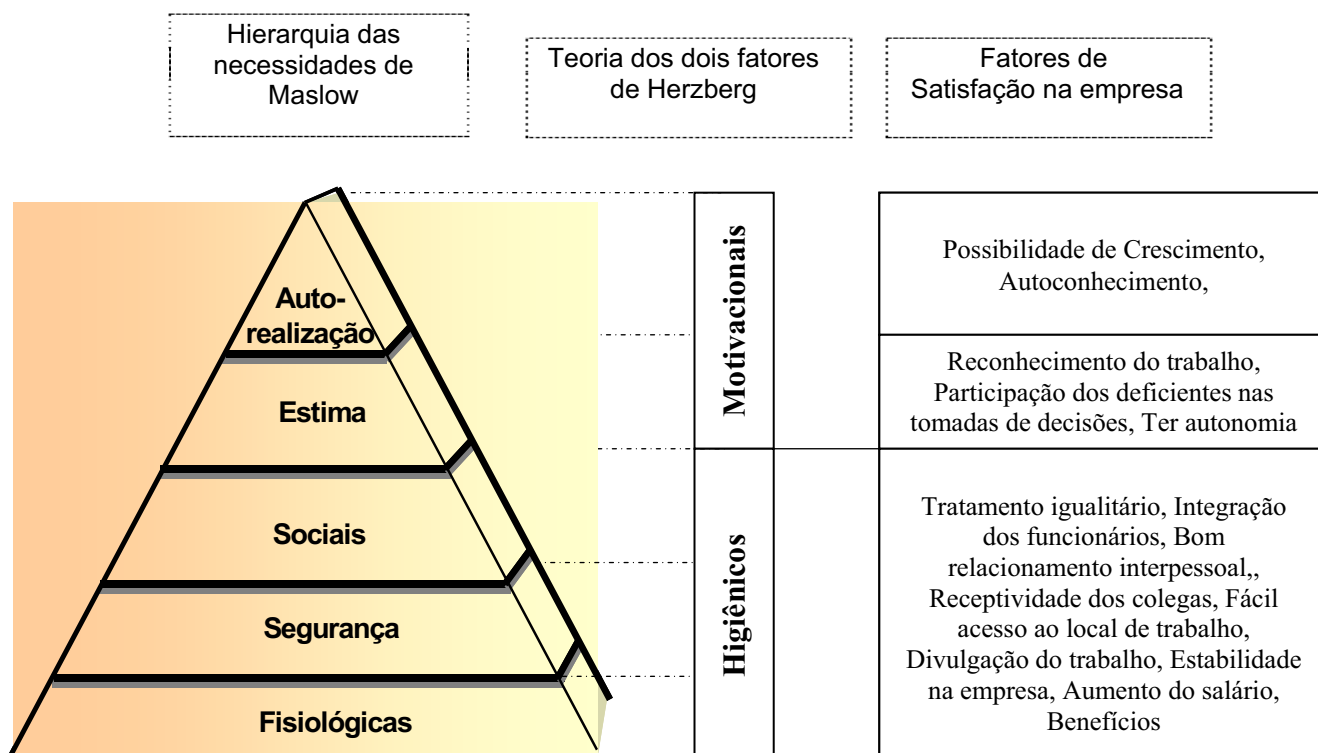 Hierarquia das
necessidades de
Maslow
Teoria dos dois fatores
de Herzberg
Fatores de
Satisfação na empresa
Auto-
realização
Estima
Sociais
Segurança
Fisiológicas
Motivacionais
Higiênicos
Possibilidade de Crescimento,
Autoconhecimento,
Reconhecimento do trabalho,
Participação dos deficientes nas
tomadas de decisões, Ter autonomia
Tratamento igualitário, Integração
dos funcionários, Bom
relacionamento interpessoal,,
Receptividade dos colegas, Fácil
acesso ao local de trabalho,
Divulgação do trabalho, Estabilidade
na empresa, Aumento do salário,
Benefícios